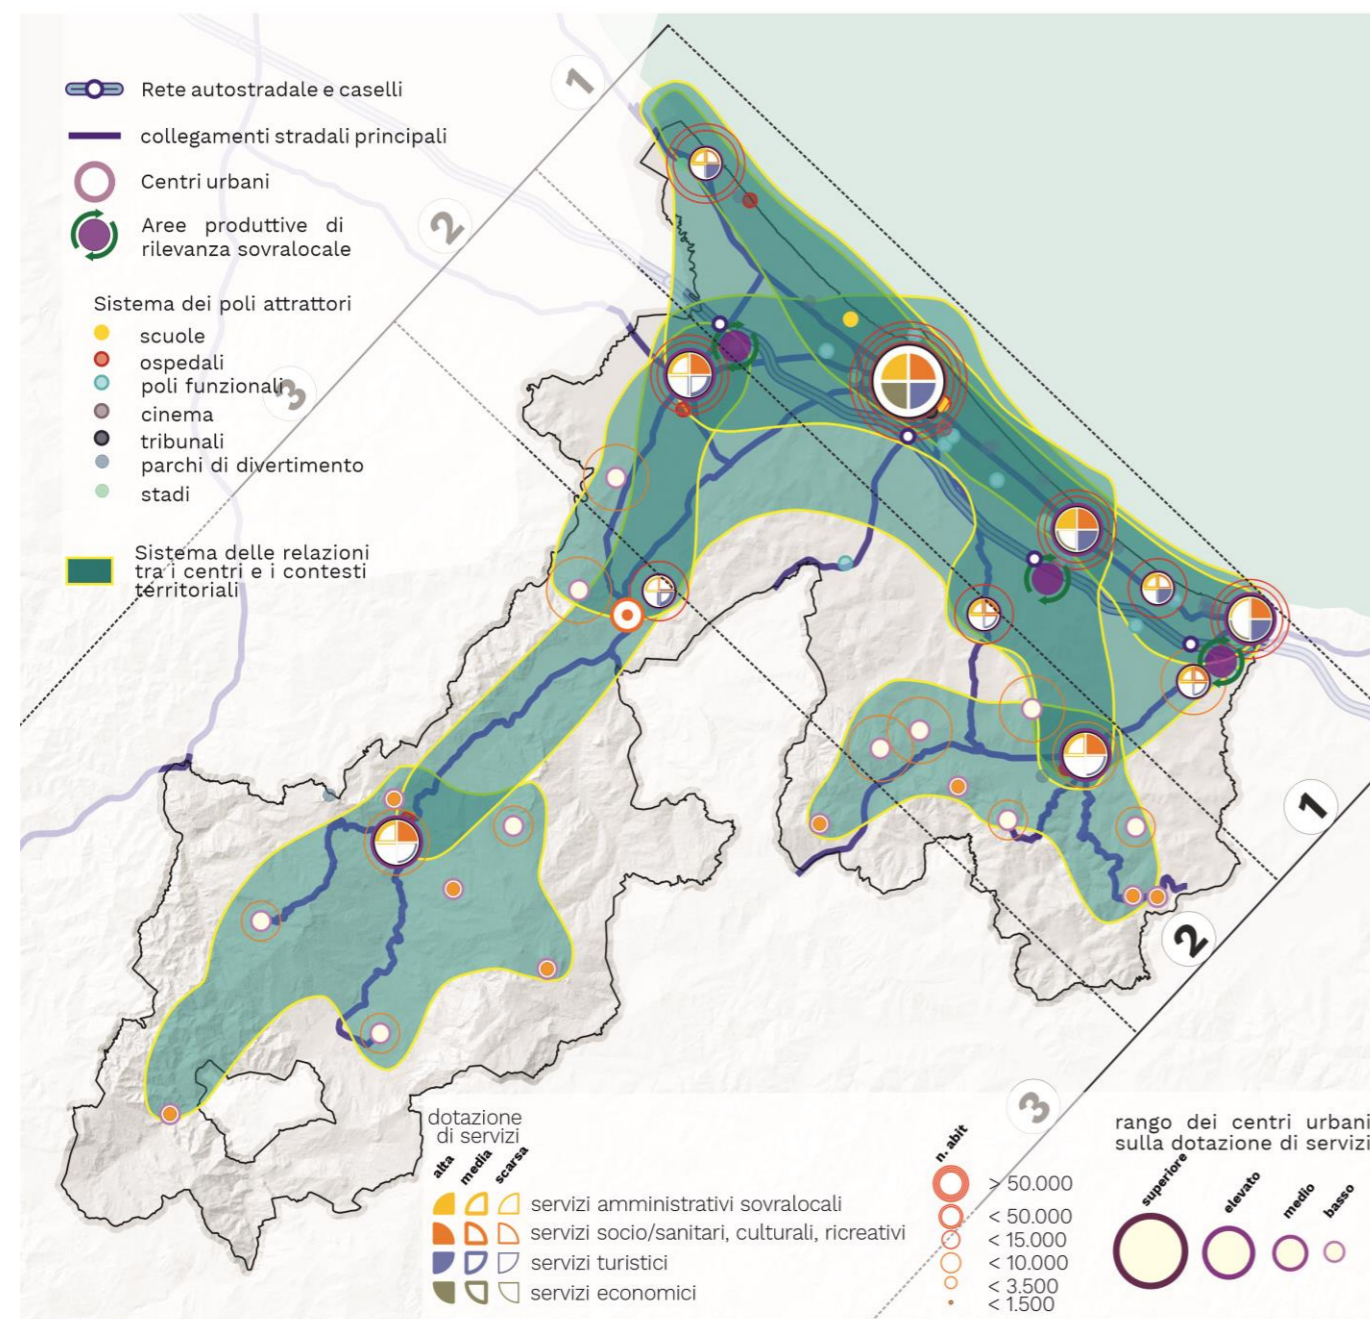 Rete autostradale e caselli
collegamenti stradali principali
Centri urbani
Aree produttive di
rilevanza sovralocale
Sistema dei poli attrattori
scuole
ospedali
poli funzionali
cinema
tribunali
parchi di divertimento
stadi
Sistema delle relazioni
tra i centri e i contesti
territoriali
1
2
3
1
2
3
dotazione
di servizi
alta
media
scarsa
servizi amministrativi sovralocali
servizi socio/sanitari, culturali, ricreativi
servizi turistici
servizi economici
n. abit
> 50.000
< 50.000
< 15.000
< 10.000
< 3.500
< 1.500
rango dei centri urbani
sulla dotazione di servizi
superiore
elevato
medio
basso